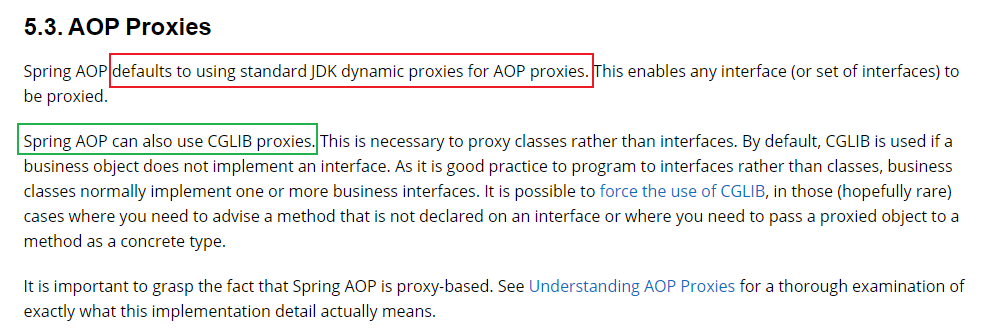 5.3. AOP Proxies
Spring AOP defaults to using standard JDK dynamic proxies for AOP proxies. This enables any interface (or set of interfaces) to
be proxied.
Spring AOP can also use CGLIB proxies. This is necessary to proxy classes rather than interfaces. By default, CGLIB is used if a
business object does not implement an interface. As it is good practice to program to interfaces rather than classes, business
classes normally implement one or more business interfaces. It is possible to force the use of CGLIB, in those (hopefully rare)
cases where you need to advise a method that is not declared on an interface or where you need to pass a proxied object to a
method as a concrete type.
It is important to grasp the fact that Spring AOP is proxy-based. See Understanding AOP Proxies for a thorough examination of
exactly what this implementation detail actually means.